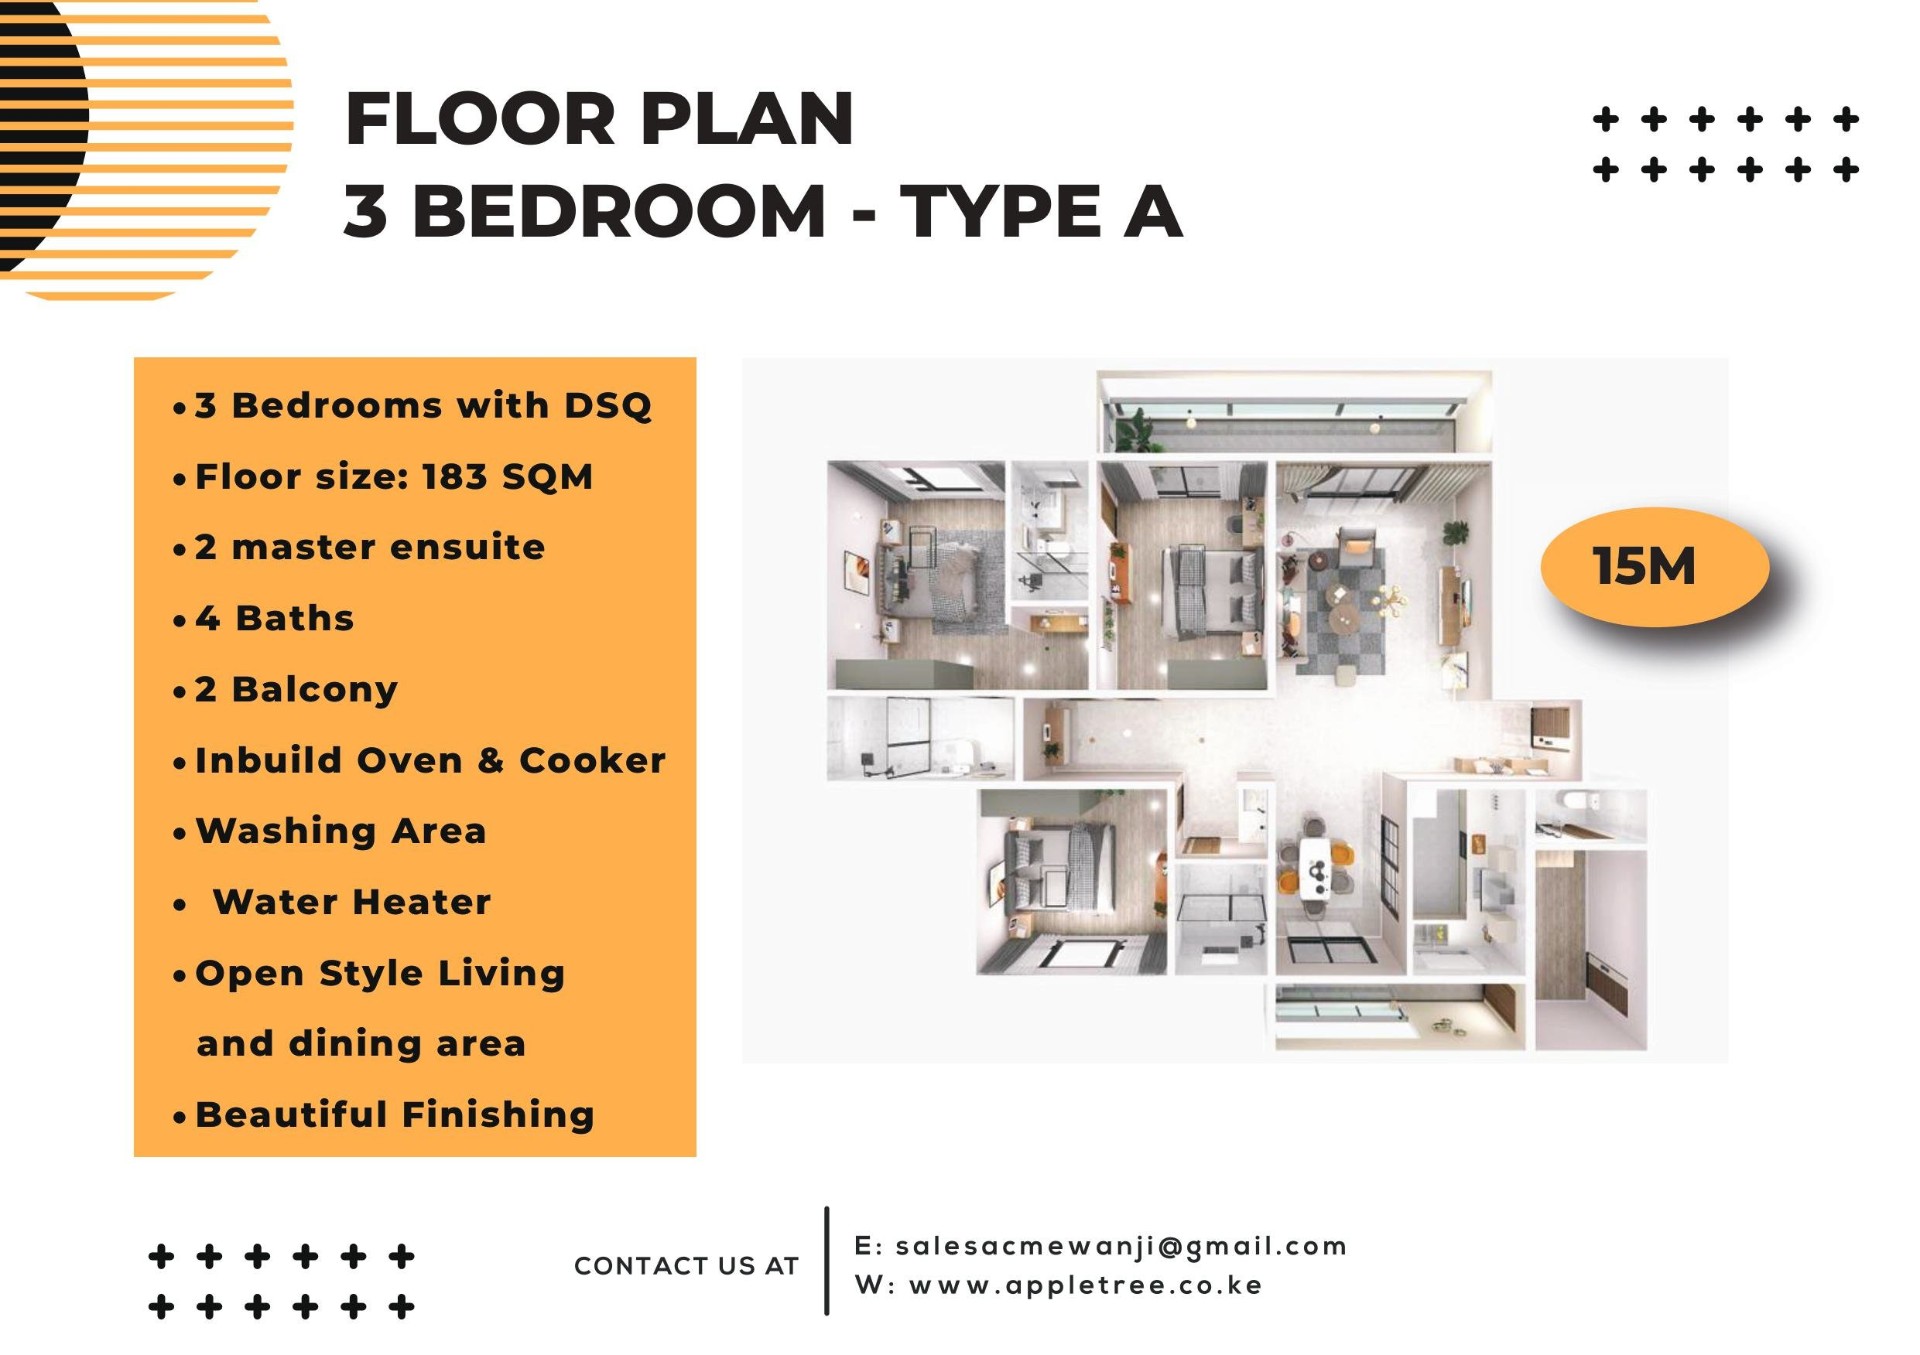 FLOOR PLAN
3 BEDROOM - TYPE A
• 3 Bedrooms with DSQ
• Floor size: 183 SQM
• 2 master ensuite
• 4 Baths
• 2 Balcony
• Inbuild Oven & Cooker
• Washing Area
• Water Heater
• Open Style Living
and dining area
• Beautiful Finishing
15M
CONTACT US AT
E: salesacmewanji@gmail.com
W: www.appletree.co.ke